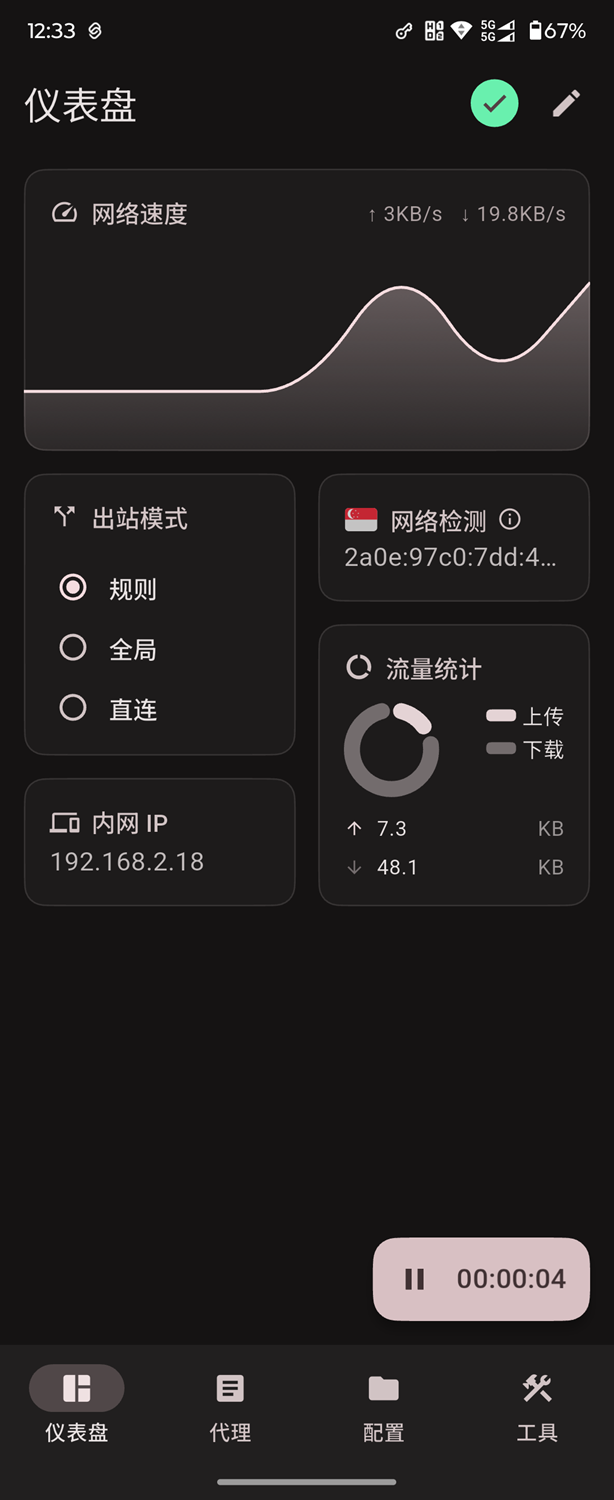 12:33
5G
5G
67%
仪表盘
网络速度
↑ 3KB/s ↓ 19.8KB/s
出站模式
规则
全局
直连
网络检测
2a0e:97c0:7dd:4…
流量统计
上传
下载
↑ 7.3 KB
↓ 48.1 KB
内网 IP
192.168.2.18
00:00:04
仪表盘
代理
配置
工具